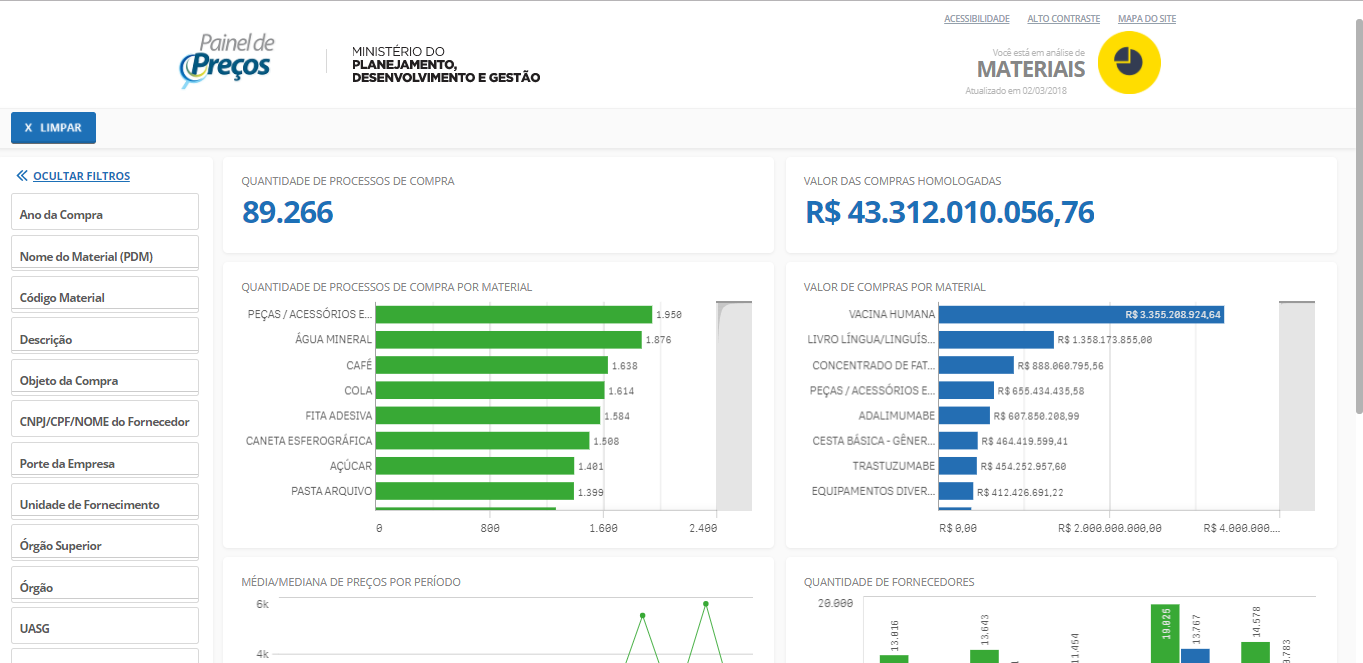 ACESSIBILIDADE ALTO CONTRASTE MAPA DO SITE
Painel de
Preços
MINISTÉRIO DO
PLANEJAMENTO,
DESENVOLVIMENTO E GESTÃO
Você está em análise de
MATERIAIS
Atualizado em 02/03/2018
X LIMPAR
OCULTAR FILTROS
Ano da Compra
Nome do Material (PDM)
Código Material
Descrição
Objeto da Compra
CNPJ/CPF/NOME do Fornecedor
Porte da Empresa
Unidade de Fornecimento
Órgão Superior
Órgão
UASG
QUANTIDADE DE PROCESSOS DE COMPRA
89.266
VALOR DAS COMPRAS HOMOLOGADAS
R$ 43.312.010.056,76
QUANTIDADE DE PROCESSOS DE COMPRA POR MATERIAL
PEÇAS / ACESSÓRIOS E... 1.950
ÁGUA MINERAL 1.876
CAFÉ 1.638
COLA 1.614
FITA ADESIVA 1.584
CANETA ESFEROGRÁFICA 1.508
AÇÚCAR 1.401
PASTA ARQUIVO 1.399
0 800 1.600 2.400
VALOR DE COMPRAS POR MATERIAL
VACINA HUMANA R$ 3.355.208.924,64
LIVRO LÍNGUA/LINGUÍS... R$ 1.358.173.855,00
CONCENTRADO DE FAT... R$ 888.060.795,56
PEÇAS / ACESSÓRIOS E... R$ 655.434.435,58
ADALIMUMABE R$ 607.850.208,99
CESTA BÁSICA - GÊNER... R$ 464.419.599,41
TRASTUZUMABE R$ 454.252.957,60
EQUIPAMENTOS DIVER... R$ 412.426.691,22
R$ 0,00 R$ 2.000.000.000,00 R$ 4.000.000....
MÉDIA/MEDIANA DE PREÇOS POR PERÍODO
6k
4k
QUANTIDADE DE FORNECEDORES
20.000
13.016
13.643
11.454
19.025
13.767
14.578